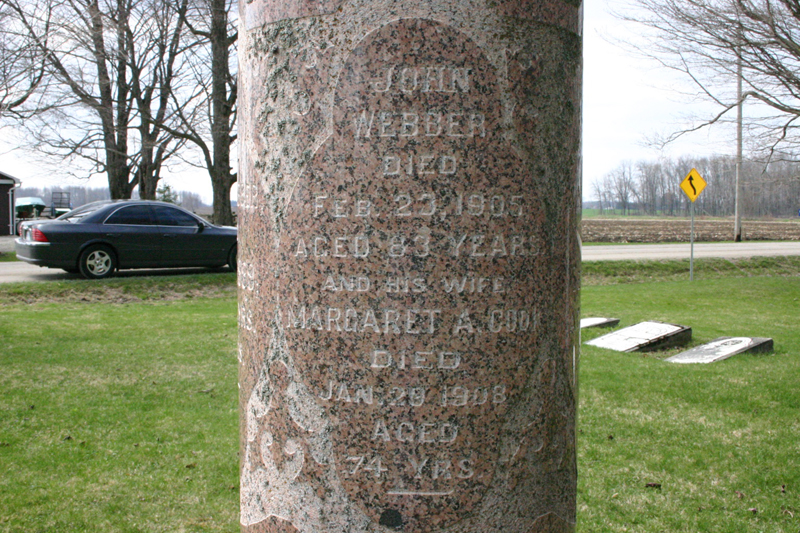 JOHN
WEBBER
DIED
FEB. 23, 1906
AGED 83 YEARS
AND HIS WIFE
MARGARET A.
DIED
JAN. 29 1908
AGED
74 YRS